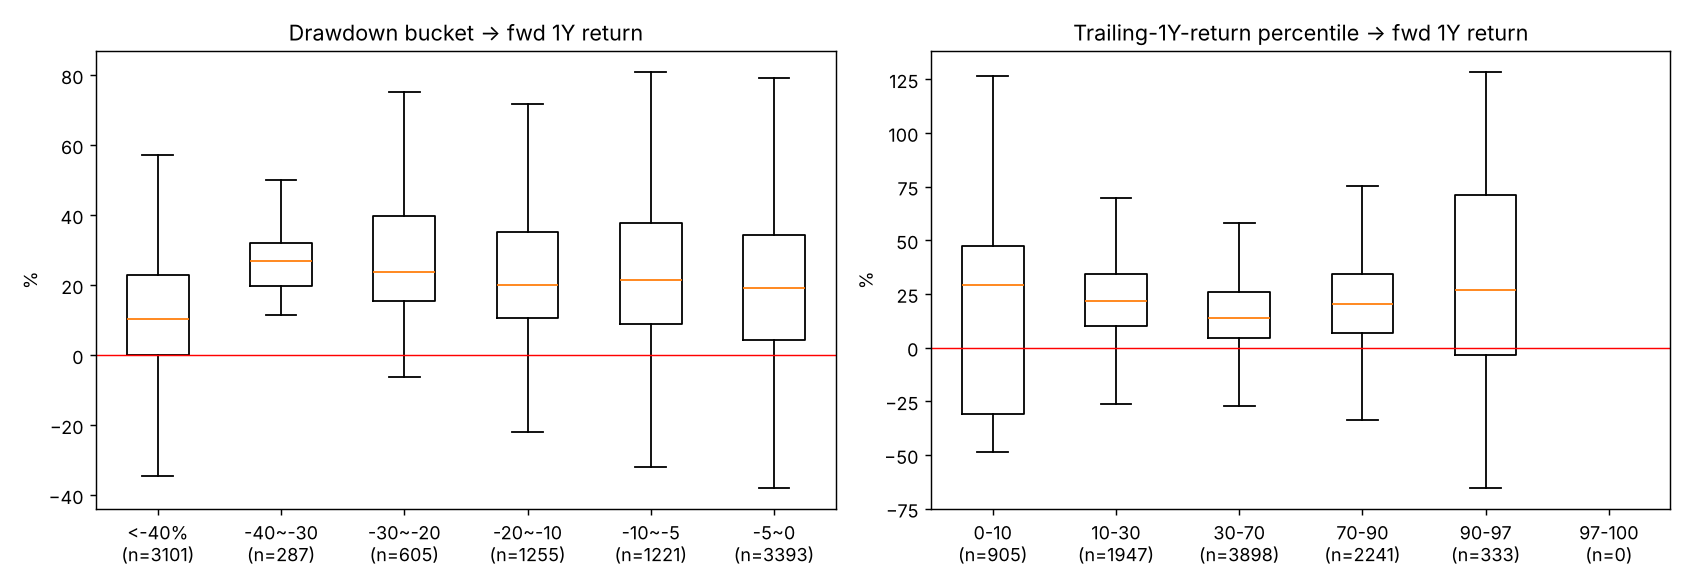 Drawdown bucket → fwd 1Y return
%
80
60
40
20
0
−20
−40
<-40%
(n=3101)
-40~-30
(n=287)
-30~-20
(n=605)
-20~-10
(n=1255)
-10~-5
(n=1221)
-5~0
(n=3393)
Trailing-1Y-return percentile → fwd 1Y return
%
125
100
75
50
25
0
−25
−50
−75
0-10
(n=905)
10-30
(n=1947)
30-70
(n=3898)
70-90
(n=2241)
90-97
(n=333)
97-100
(n=0)